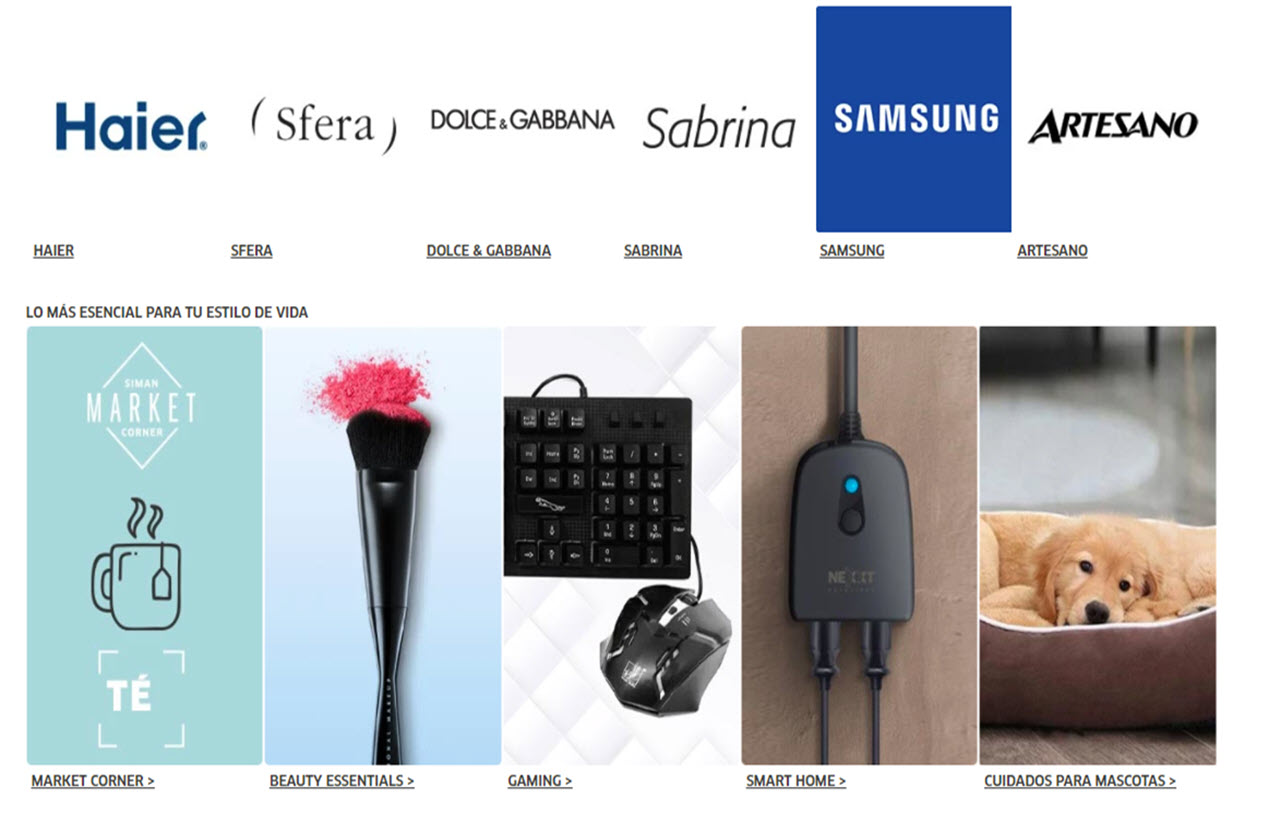 Haier®
( Sfera )
DOLCE & GABBANA
Sabrina
SAMSUNG
ARTESANO
HAIER
SFERA
DOLCE & GABBANA
SABRINA
SAMSUNG
ARTESANO
LO MÁS ESENCIAL PARA TU ESTILO DE VIDA
SIMAN
MARKET
CORNER
TÉ
NEXXT
MARKET CORNER >
BEAUTY ESSENTIALS >
GAMING >
SMART HOME >
CUIDADOS PARA MASCOTAS >